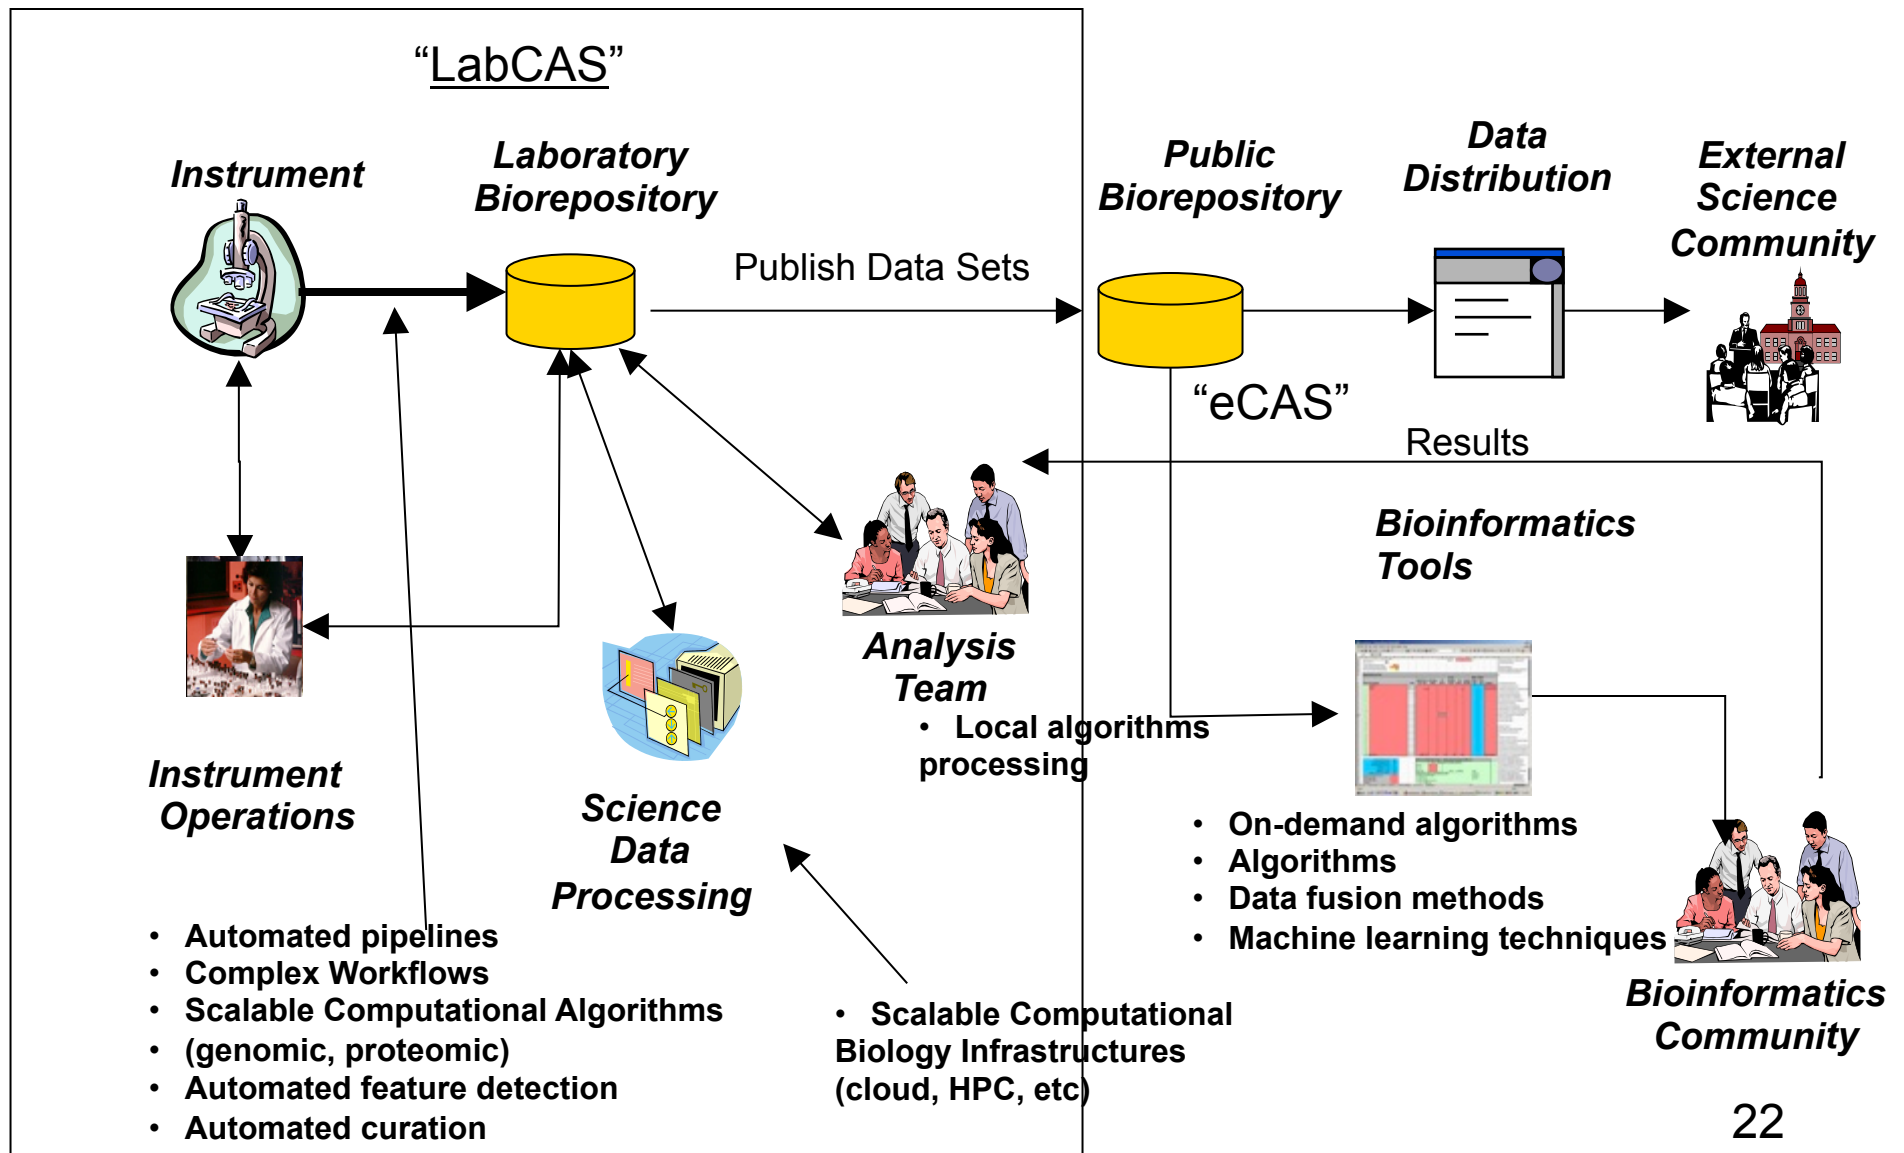 “LabCAS”
Instrument
Laboratory
Biorepository
Public
Biorepository
Data
Distribution
External
Science
Community
Publish Data Sets
“eCAS”
Results
Bioinformatics
Tools
Analysis
Team
• Local algorithms
processing
Instrument
Operations
Science
Data
Processing
• On-demand algorithms
• Algorithms
• Data fusion methods
• Machine learning techniques
Bioinformatics
Community
• Automated pipelines
• Complex Workflows
• Scalable Computational Algorithms
• (genomic, proteomic)
• Automated feature detection
• Automated curation
• Scalable Computational
Biology Infrastructures
(cloud, HPC, etc)
22